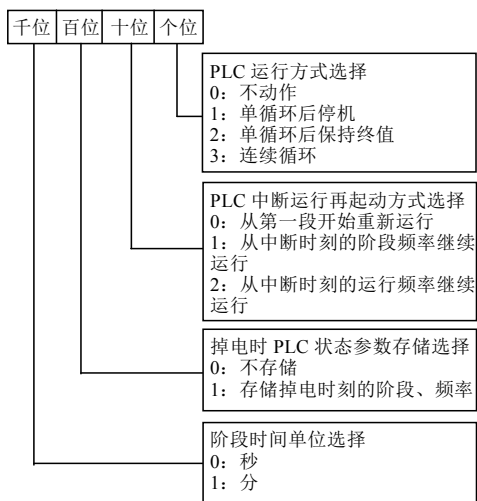 千位 百位 十位 个位
PLC 运行方式选择
0：不动作
1：单循环后停机
2：单循环后保持终值
3：连续循环
PLC 中断运行再起动方式选择
0：从第一段开始重新运行
1：从中断时刻的阶段频率继续
运行
2：从中断时刻的运行频率继续
运行
掉电时 PLC 状态参数存储选择
0：不存储
1：存储掉电时刻的阶段、频率
阶段时间单位选择
0：秒
1：分